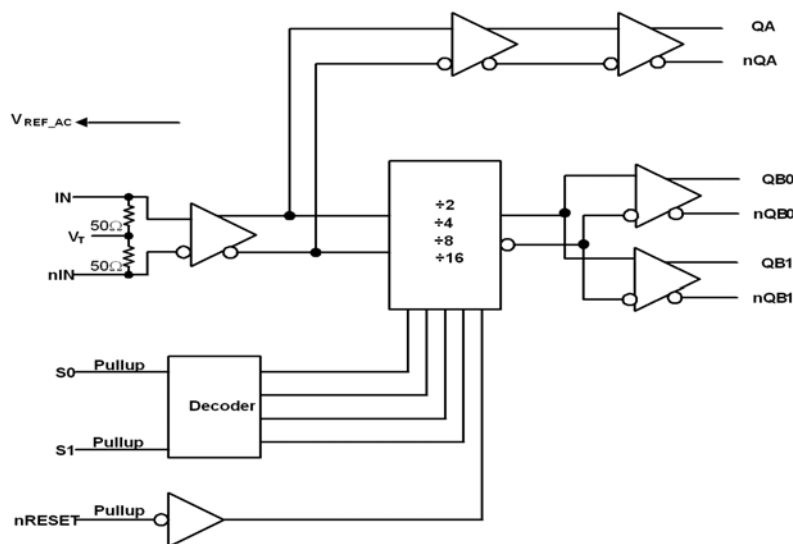 QA
nQA
VREF_AC
IN
50Ω
VT
50Ω
nIN
÷2
÷4
÷8
÷16
QB0
nQB0
QB1
nQB1
S0 Pullup
Decoder
S1 Pullup
nRESET Pullup